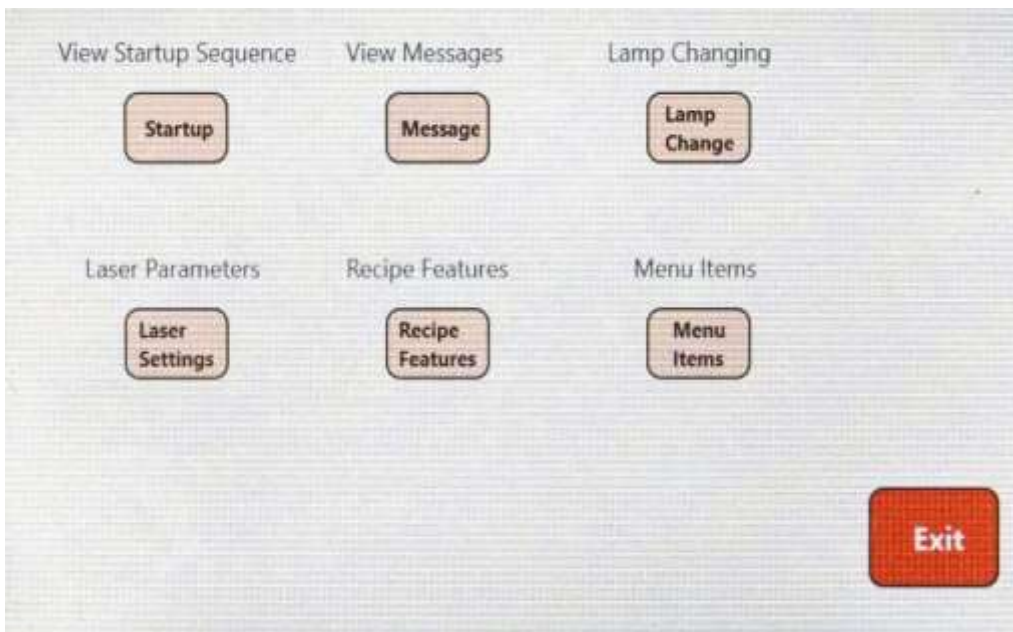 View Startup Sequence
View Messages
Lamp Changing
Startup
Message
Lamp
Change
Laser Parameters
Recipe Features
Menu Items
Laser
Settings
Recipe
Features
Menu
Items
Exit